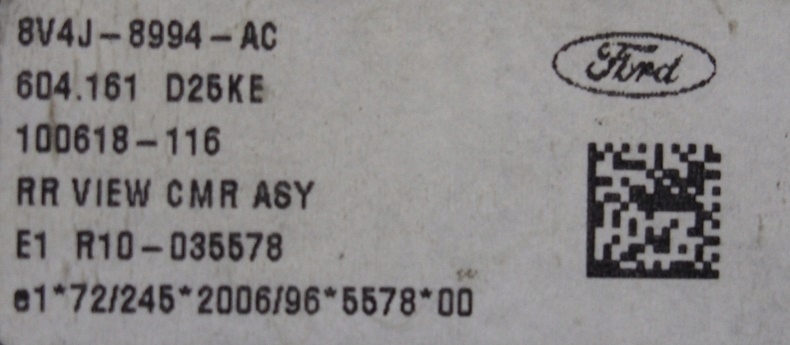 8V4J-8994-AC
Ford
604.161 D25KE
100618-116
RR VIEW CMR ASY
E1 R10-035578
e1*72/245*2006/96*5578*00